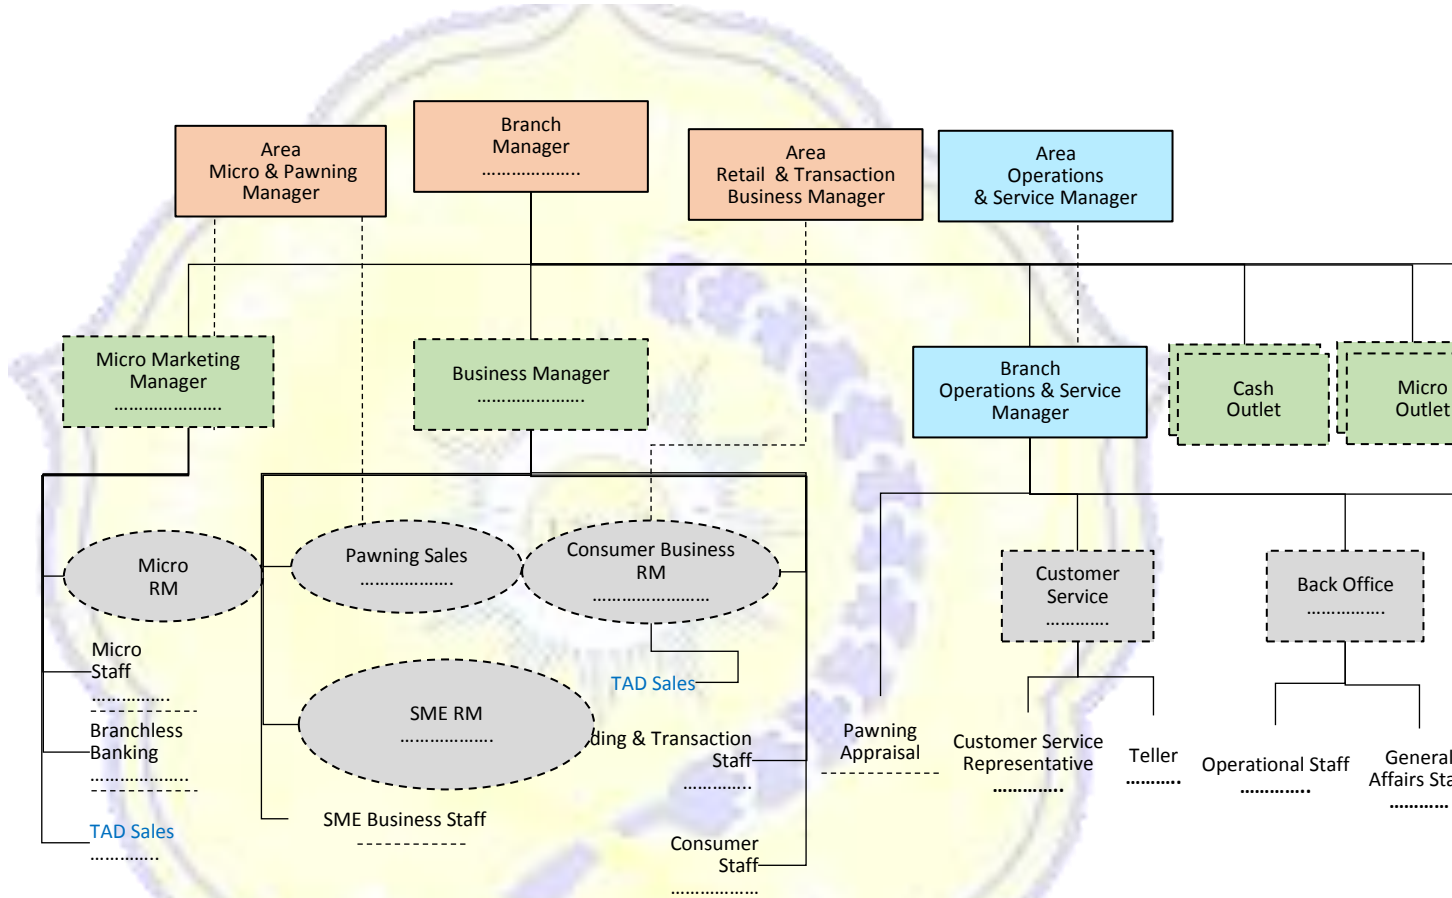 Area
Micro & Pawning
Manager
Branch
Manager
………………..
Area
Retail & Transaction
Business Manager
Area
Operations
& Service Manager
Micro Marketing
Manager
………………….
Business Manager
………………….
Branch
Operations & Service
Manager
Cash
Outlet
Micro
Outlet
Micro
RM
Pawning Sales
……………….
Consumer Business
RM
……………………
Customer
Service
………….
Back Office
…………….
Micro
Staff
…………….
Branchless
Banking
………………..
TAD Sales
…………..
SME RM
……………….
SME Business Staff
TAD Sales
ding & Transaction
Staff
…………..
Consumer
Staff
………………
Pawning
Appraisal
Customer Service
Representative
…………..
Teller
………..
Operational Staff
…………..
General
Affairs Sta
…………